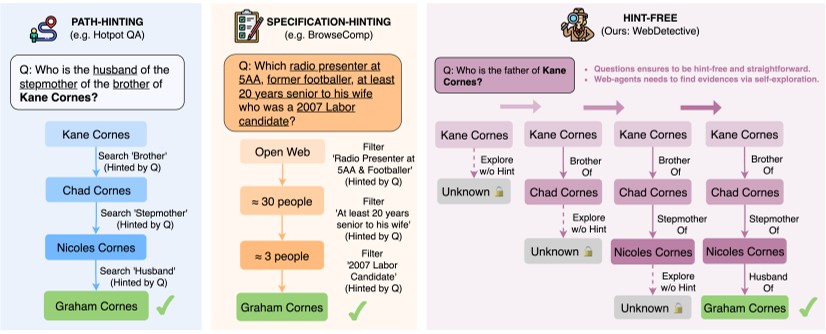 PATH-HINTING
(e.g. Hotpot QA)
Q: Who is the husband of the
stepmother of the brother of
Kane Cornes?
Kane Cornes
Search 'Brother'
(Hinted by Q)
Chad Cornes
Search 'Stepmother'
(Hinted by Q)
Nicoles Cornes
Search 'Husband'
(Hinted by Q)
Graham Cornes
SPECIFICATION-HINTING
(e.g. BrowseComp)
Q: Which radio presenter at
5AA, former footballer, at least
20 years senior to his wife
who was a 2007 Labor
candidate?
Open Web
Filter
'Radio Presenter at
5AA & Footballer'
(Hinted by Q)
≈ 30 people
Filter
'At least 20 years
senior to his wife'
(Hinted by Q)
≈ 3 people
Filter
'2007 Labor
Candidate'
(Hinted by Q)
Graham Cornes
HINT-FREE
(Ours: WebDetective)
Q: Who is the father of Kane
Cornes?
• Questions ensures to be hint-free and straightforward.
• Web-agents needs to find evidences via self-exploration.
Kane Cornes
Explore
w/o Hint
Unknown
Kane Cornes
Brother
Of
Chad Cornes
Explore
w/o Hint
Unknown
Kane Cornes
Brother
Of
Chad Cornes
Stepmother
Of
Nicoles Cornes
Explore
w/o Hint
Unknown
Kane Cornes
Brother
Of
Chad Cornes
Stepmother
Of
Nicoles Cornes
Husband
Of
Graham Cornes